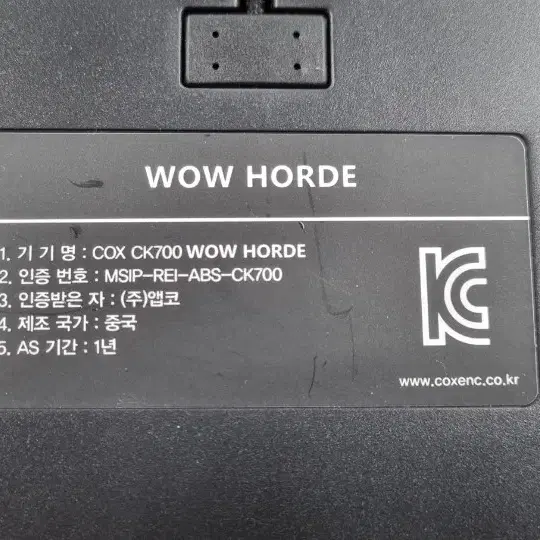 WOW HORDE
1. 기 기 명 : COX CK700 WOW HORDE
2. 인증 번호 : MSIP-REI-ABS-CK700
3. 인증받은 자 : (주)앱코
4. 제조 국가 : 중국
5. AS 기간 : 1년
KC
www.coxenc.co.kr